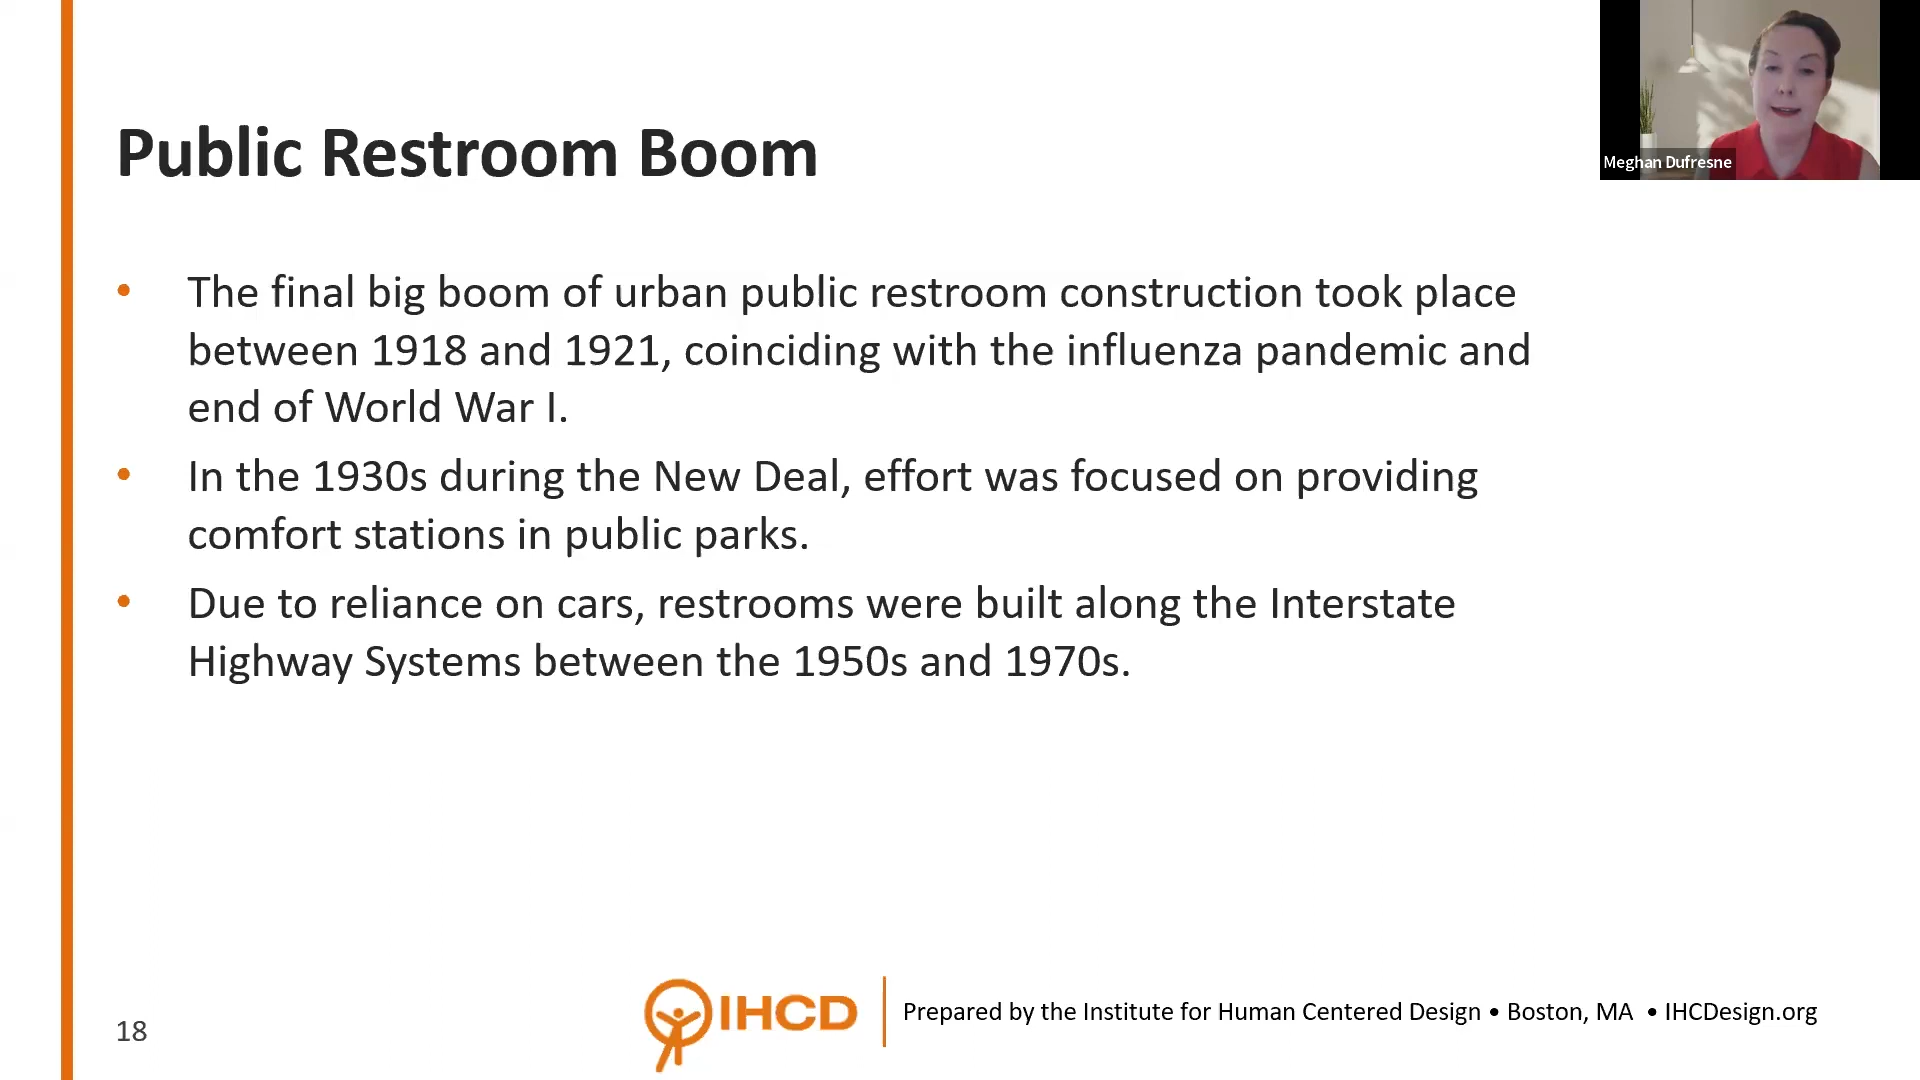 Public Restroom Boom
Meghan Dufresne
• The final big boom of urban public restroom construction took place
between 1918 and 1921, coinciding with the influenza pandemic and
end of World War I.
• In the 1930s during the New Deal, effort was focused on providing
comfort stations in public parks.
• Due to reliance on cars, restrooms were built along the Interstate
Highway Systems between the 1950s and 1970s.
18
IHCD
Prepared by the Institute for Human Centered Design • Boston, MA • IHCDesign.org